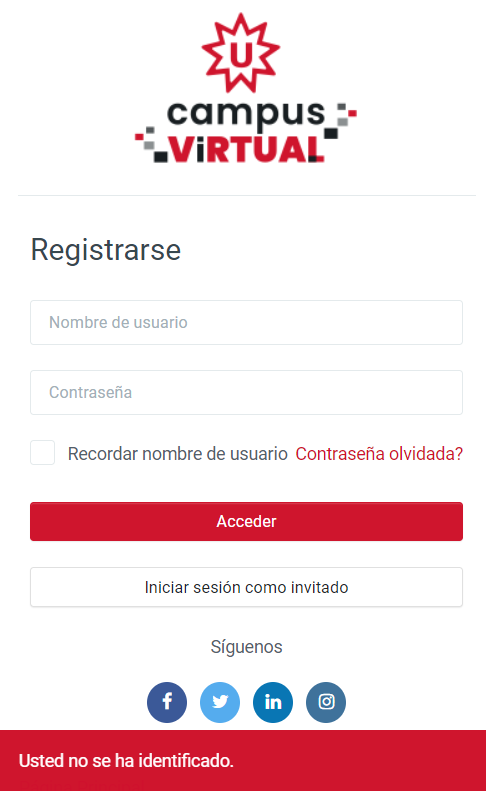 U
campus
ViRTUAL
Registrarse
Nombre de usuario
Contraseña
Recordar nombre de usuario Contraseña olvidada?
Acceder
Iniciar sesión como invitado
Síguenos
Usted no se ha identificado.